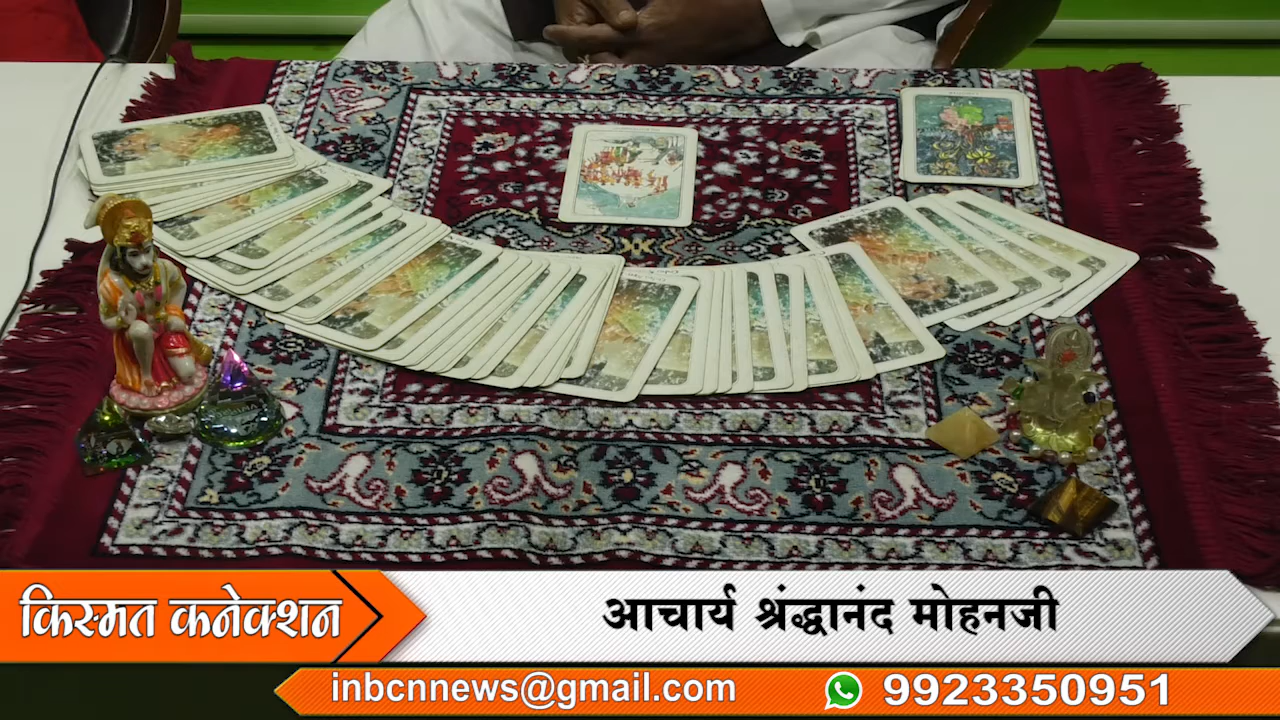 किस्मत कनेक्शन
आचार्य श्रंद्धानंद मोहनजी
inbcnnews@gmail.com
9923350951